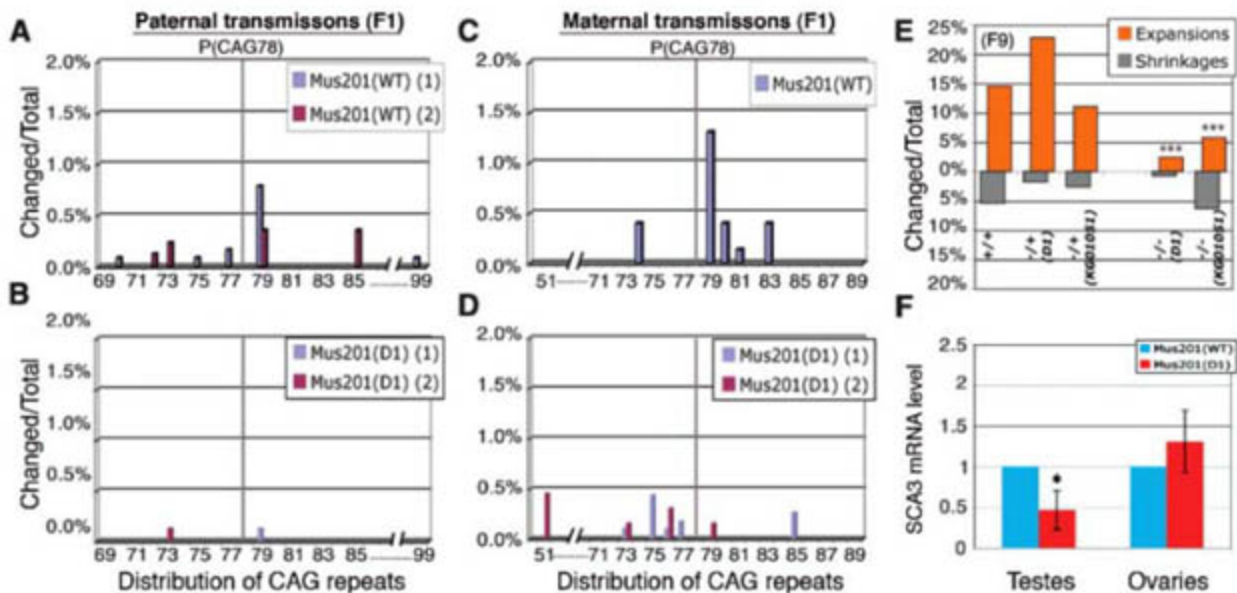 A
Paternal transmissons (F1)
P(CAG78)
Changed/Total
2.0%
1.5%
1.0%
0.5%
0.0%
Mus201(WT) (1)
Mus201(WT) (2)
69 71 73 75 77 79 81 83 85 ........ 99
B
Changed/Total
2.0%
1.5%
1.0%
0.5%
0.0%
Mus201(D1) (1)
Mus201(D1) (2)
69 71 73 75 77 79 81 83 85 ........ 99
Distribution of CAG repeats
C
Maternal transmissons (F1)
P(CAG78)
2.0%
1.5%
1.0%
0.5%
0.0%
Mus201(WT)
51 ........ 71 73 75 77 79 81 83 85 87 89
D
2.0%
1.5%
1.0%
0.5%
0.0%
Mus201(D1) (1)
Mus201(D1) (2)
51 ........ 71 73 75 77 79 81 83 85 87 89
Distribution of CAG repeats
E
(F9)
Changed/Total
25%
20%
15%
10%
5%
0%
5%
10%
15%
20%
Expansions
Shrinkages
*** ***
+/+
-/+
(D1)
-/+
(KG01051)
-/-
(D1)
-/-
(KG01051)
F
SCA3 mRNA level
2.5
2
1.5
1
0.5
0
Mus201(WT)
Mus201(D1)
*
Testes Ovaries